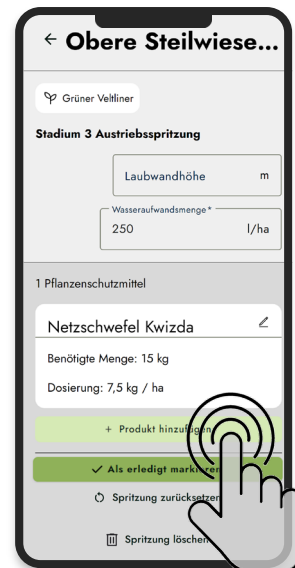 ← Obere Steilwiese...
Grüner Veltliner
Stadium 3 Austriebsspritzung
Laubwandhöhe m
Wasseraufwandsmenge*
250 l/ha
1 Pflanzenschutzmittel
Netzschwefel Kwizda
Benötigte Menge: 15 kg
Dosierung: 7,5 kg / ha
+ Produkt hinzufügen
Als erledigt markieren
Spritzung zurücksetzen
Spritzung löschen